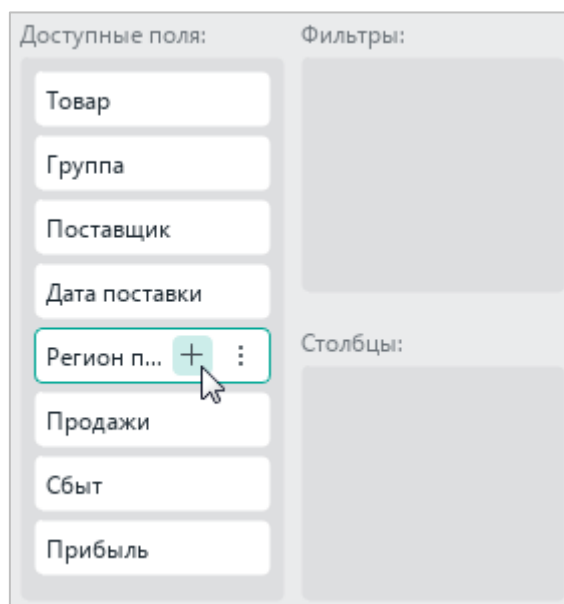 Доступные поля:
Товар
Группа
Поставщик
Дата поставки
Регион п...
Продажи
Сбыт
Прибыль
Фильтры:
Столбцы: